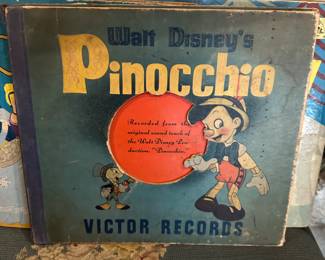 Walt Disney's
Pinocchio
Recorded from the
original sound track of
the Walt Disney Pro-
duction, "Pinocchio."
VICTOR RECORDS